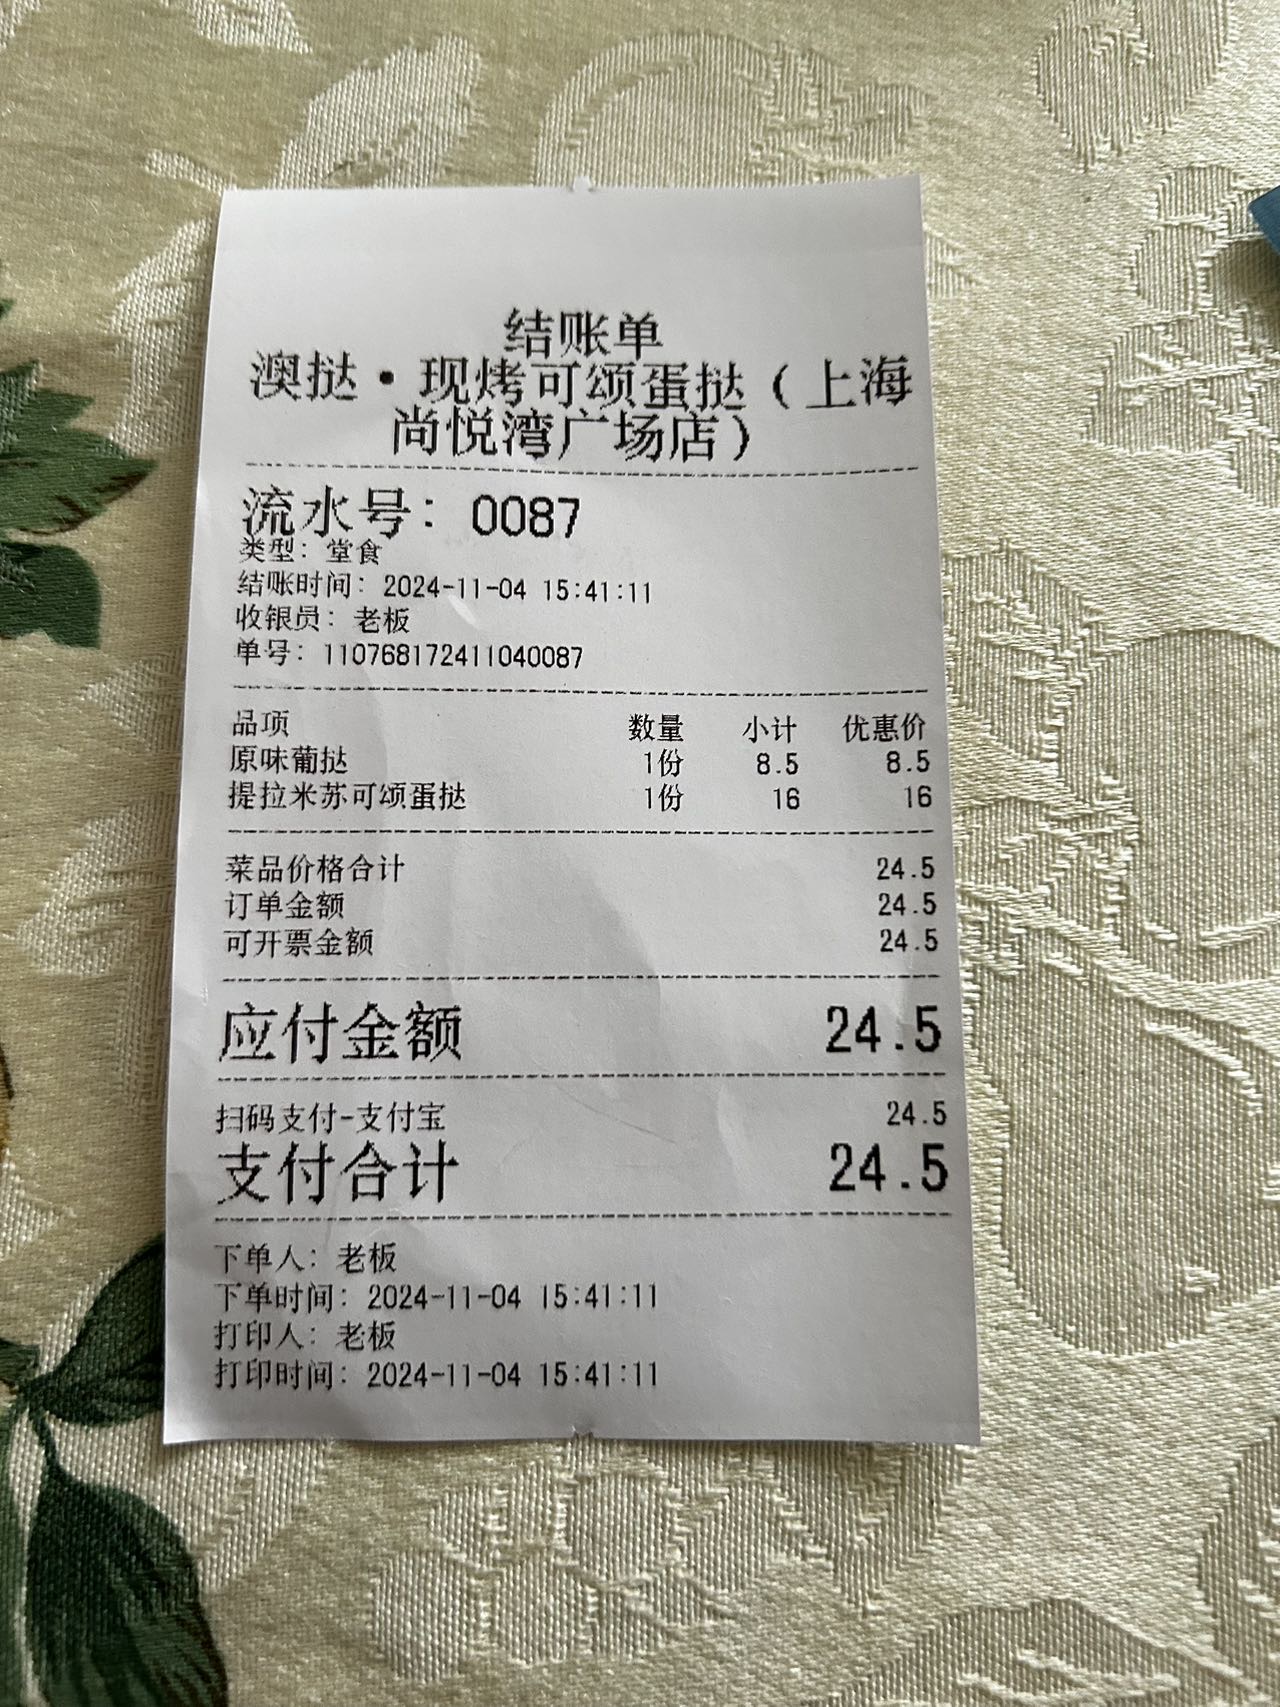 结账单
澳挞·现烤可颂蛋挞（上海
尚悦湾广场店）
流水号：0087
类型：堂食
结账时间：2024-11-04 15:41:11
收银员：老板
单号：110768172411040087
品项 数量 小计 优惠价
原味葡挞 1份 8.5 8.5
提拉米苏可颂蛋挞 1份 16 16
菜品价格合计 24.5
订单金额 24.5
可开票金额 24.5
应付金额 24.5
扫码支付-支付宝 24.5
支付合计 24.5
下单人：老板
下单时间：2024-11-04 15:41:11
打印人：老板
打印时间：2024-11-04 15:41:11